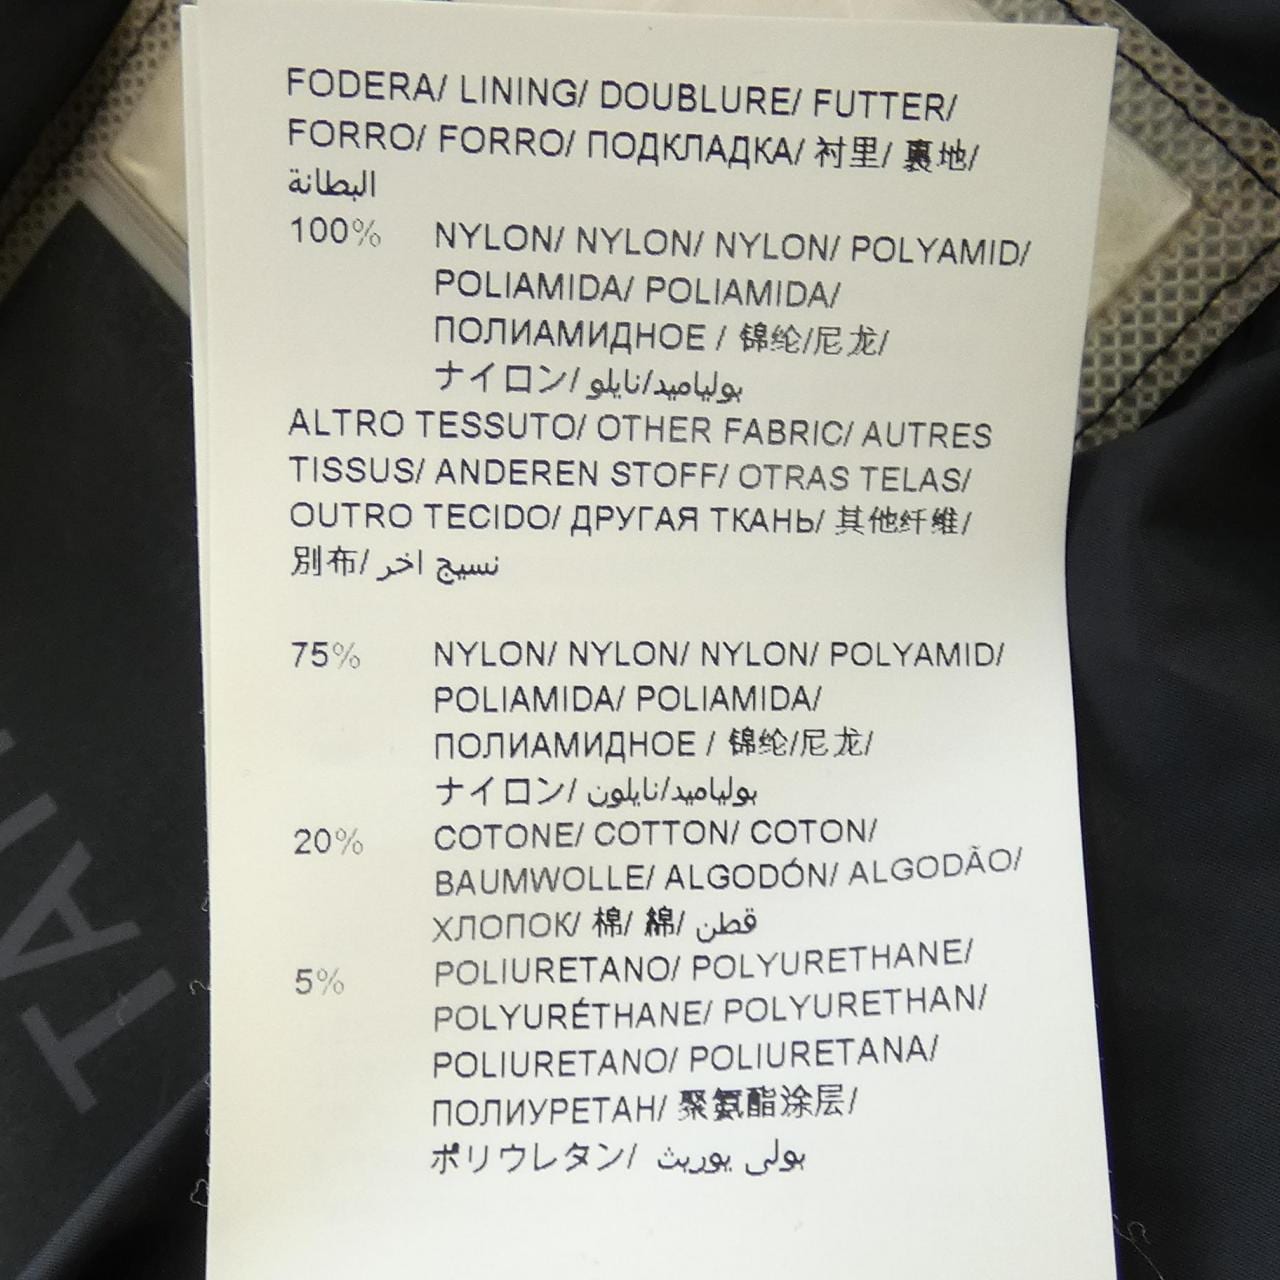 FODERA/ LINING/ DOUBLURE/ FUTTER/
FORRO/ FORRO/ ПОДКЛАДКА/ 衬里/ 裏地/
البطانة
100% NYLON/ NYLON/ NYLON/ POLYAMID/
POLIAMIDA/ POLIAMIDA/
ПОЛИАМИДНОЕ / 锦纶/尼龙/
ナイロン/ بولياميد/نايلو
ALTRO TESSUTO/ OTHER FABRIC/ AUTRES
TISSUS/ ANDEREN STOFF/ OTRAS TELAS/
OUTRO TECIDO/ ДРУГАЯ ТКАНЬ/ 其他纤维/
別布/ نسيج اخر
75% NYLON/ NYLON/ NYLON/ POLYAMID/
POLIAMIDA/ POLIAMIDA/
ПОЛИАМИДНОЕ / 锦纶/尼龙/
ナイロン/ بولياميد/نايلون
20% COTONE/ COTTON/ COTON/
BAUMWOLLE/ ALGODÓN/ ALGODÃO/
ХЛОПОК/ 棉/ 綿/ قطن
5% POLIURETANO/ POLYURETHANE/
POLYURÉTHANE/ POLYURETHAN/
POLIURETANO/ POLIURETANA/
ПОЛИУРЕТАН/ 聚氨酯涂层/
ポリウレタン/ بولى يوريث